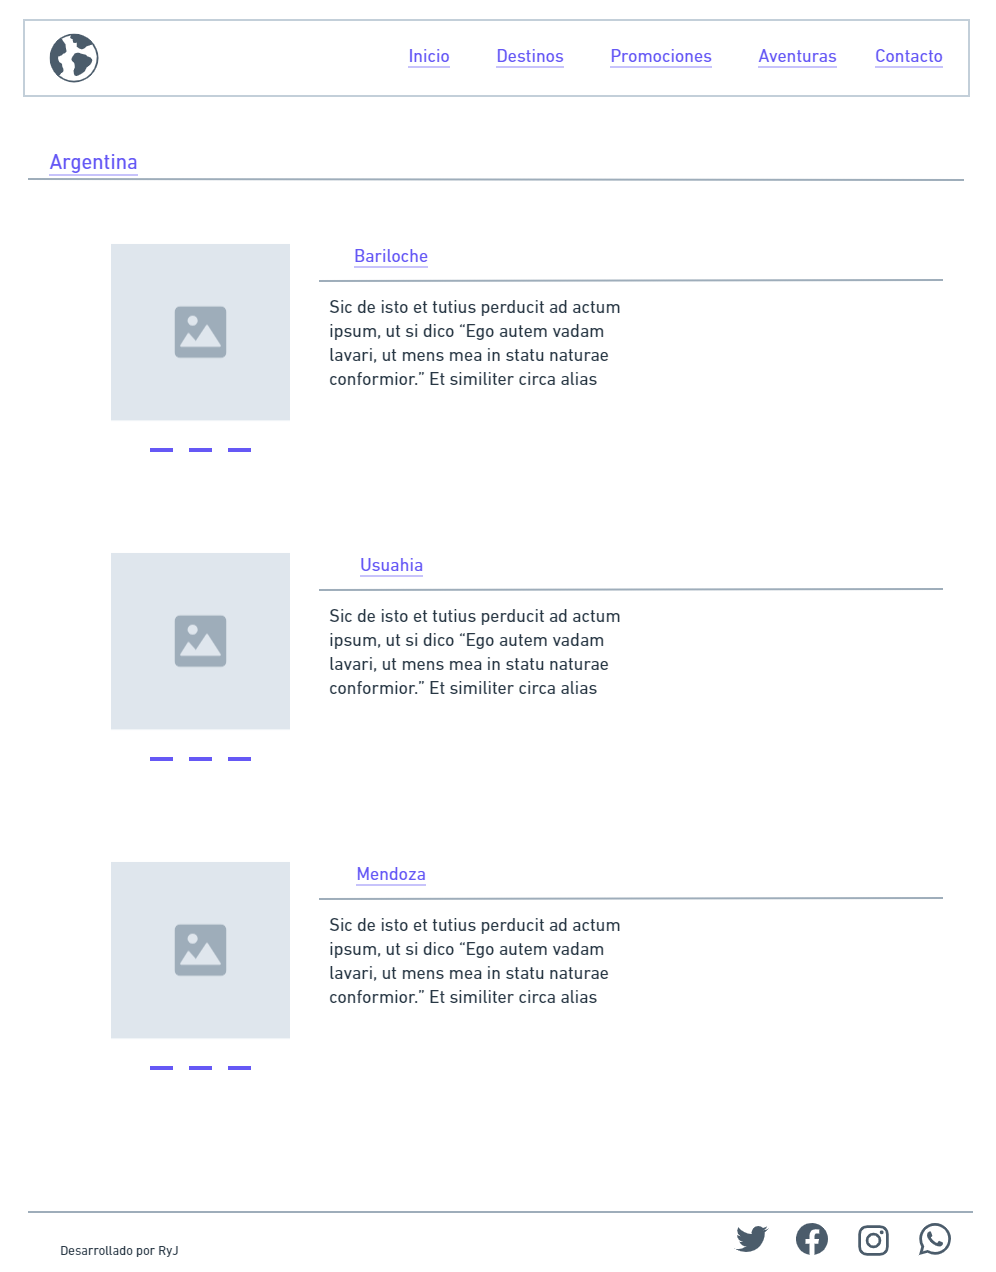 Inicio Destinos Promociones Aventuras Contacto
Argentina
Bariloche
Sic de isto et tutius perducit ad actum
ipsum, ut si dico “Ego autem vadam
lavari, ut mens mea in statu naturae
conformior.” Et similiter circa alias
Usuahia
Sic de isto et tutius perducit ad actum
ipsum, ut si dico “Ego autem vadam
lavari, ut mens mea in statu naturae
conformior.” Et similiter circa alias
Mendoza
Sic de isto et tutius perducit ad actum
ipsum, ut si dico “Ego autem vadam
lavari, ut mens mea in statu naturae
conformior.” Et similiter circa alias
Desarrollado por RyJ